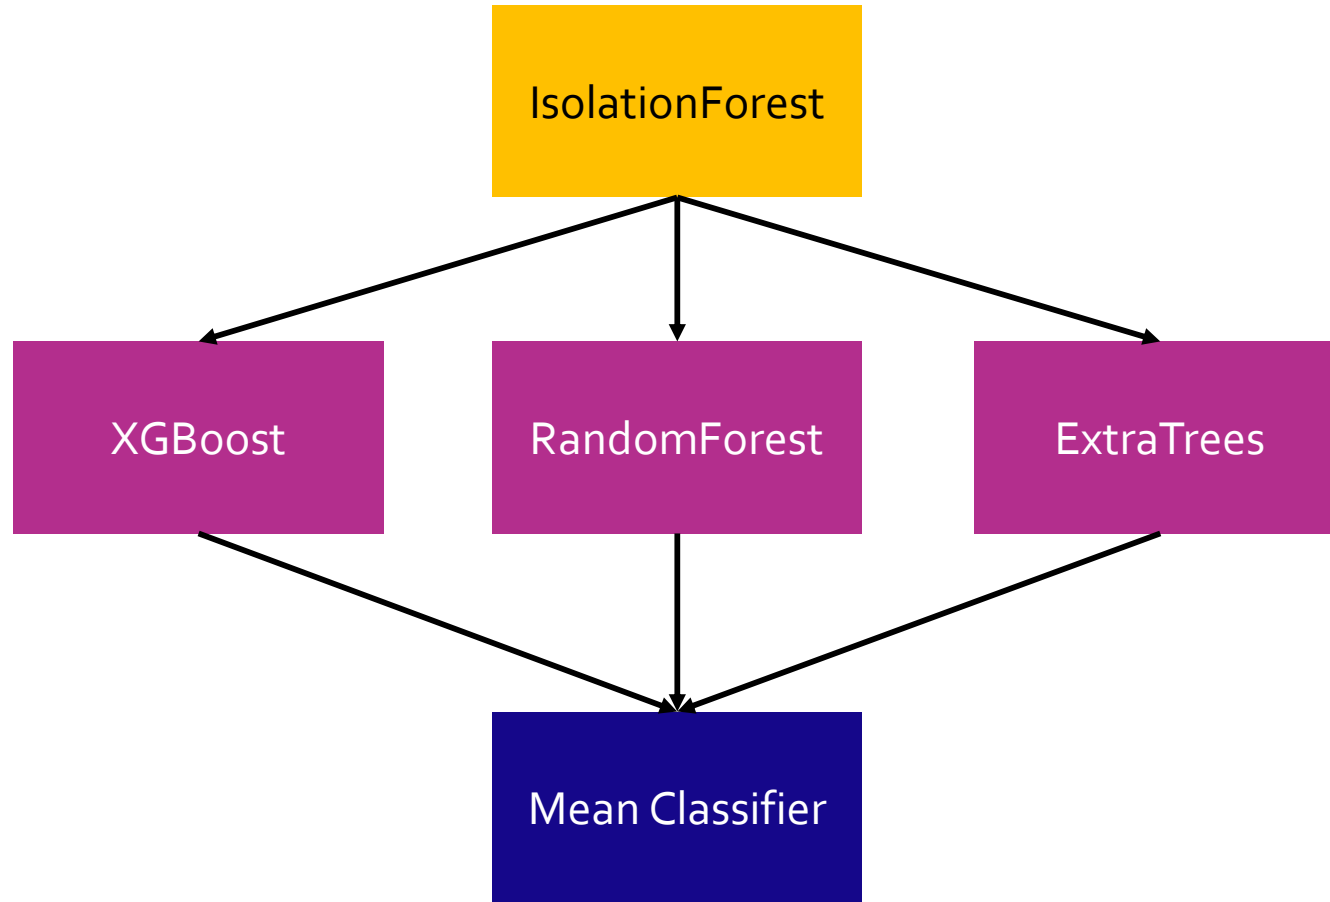 IsolationForest
XGBoost
RandomForest
ExtraTrees
Mean Classifier